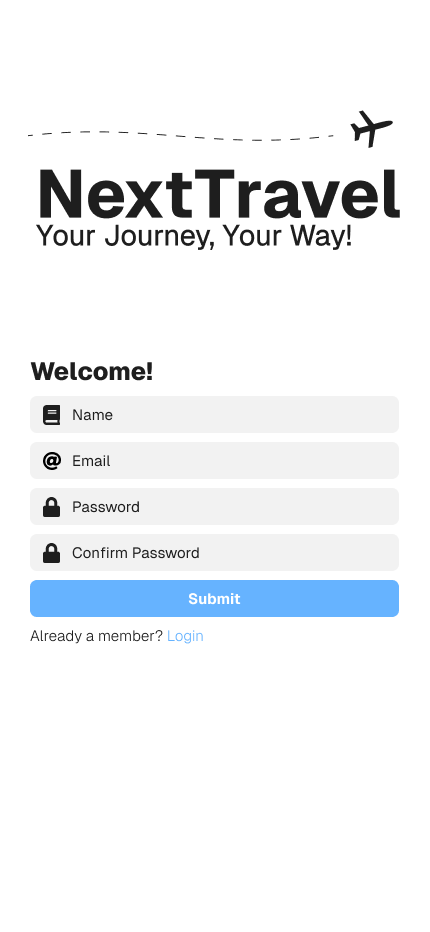 NextTravel
Your Journey, Your Way!
Welcome!
Name
Email
Password
Confirm Password
Submit
Already a member? Login